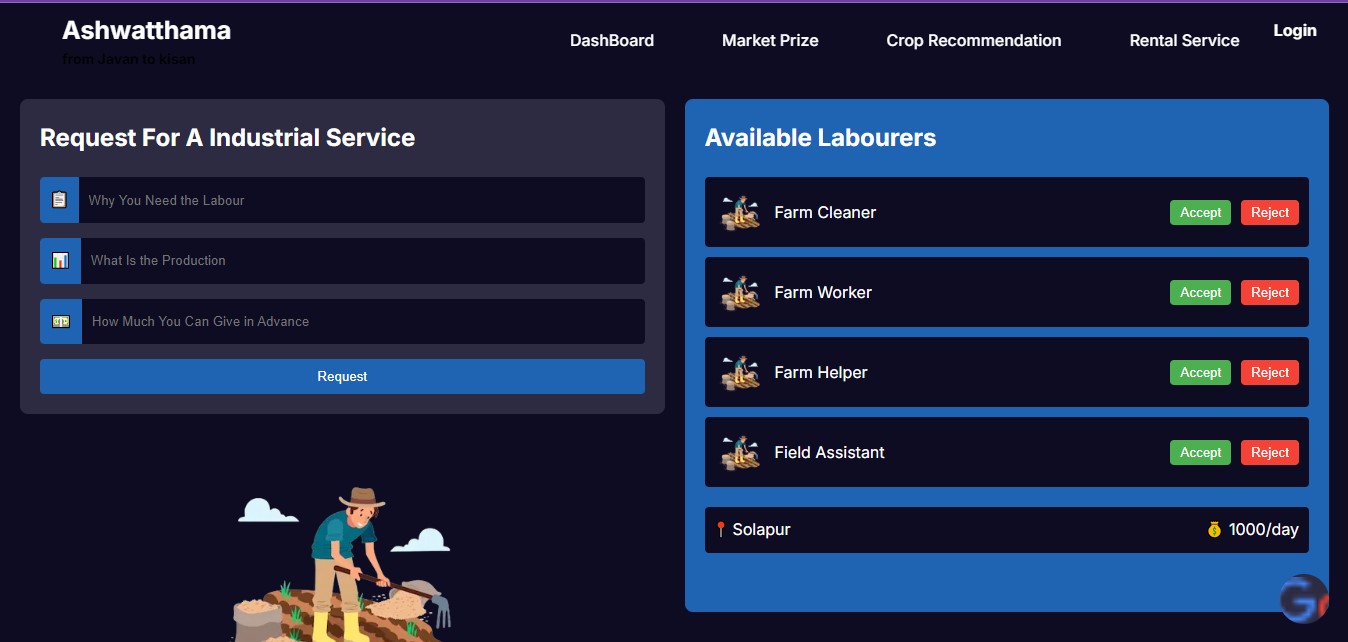 Ashwatthama
from Javan to kisan
DashBoard
Market Prize
Crop Recommendation
Rental Service
Login
Request For A Industrial Service
Why You Need the Labour
What Is the Production
How Much You Can Give in Advance
Request
Available Labourers
Farm Cleaner
Accept
Reject
Farm Worker
Accept
Reject
Farm Helper
Accept
Reject
Field Assistant
Accept
Reject
Solapur
1000/day